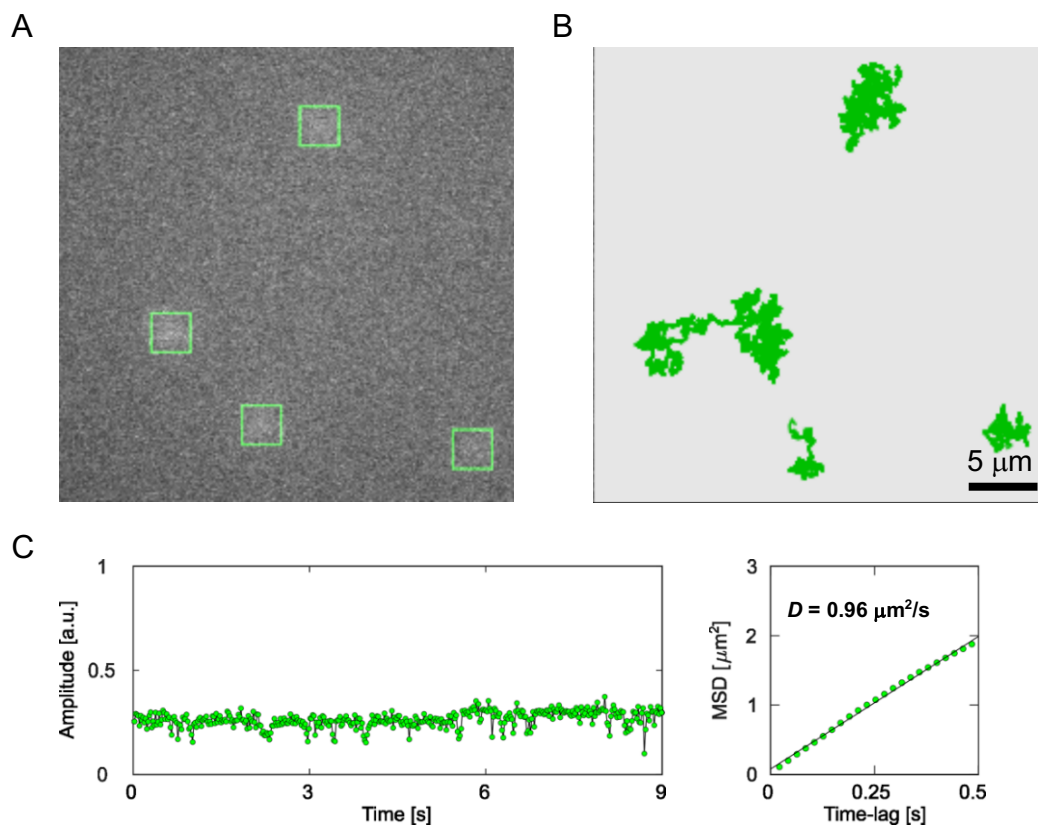 A
B
5 μm
C
Amplitude [a.u.]
1
0.5
0
0
3
6
9
Time [s]
MSD [μm²]
3
2
1
0
D = 0.96 μm²/s
0
0.25
0.5
Time-lag [s]